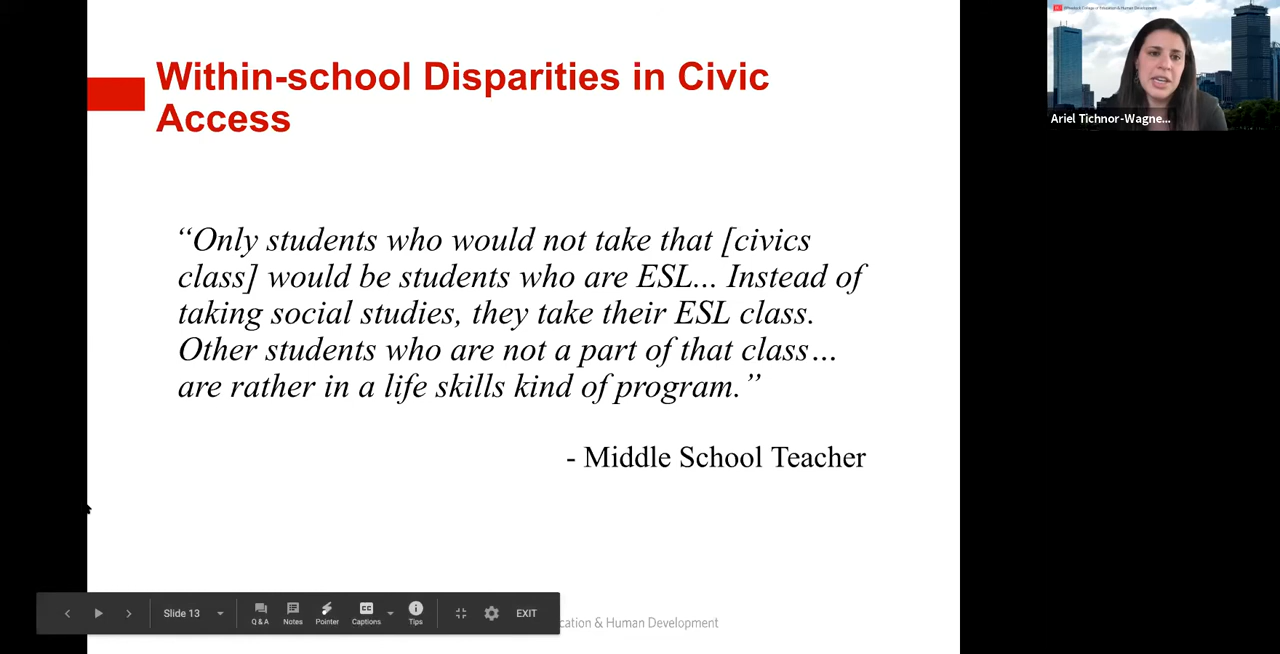 Within-school Disparities in Civic
Access
“Only students who would not take that [civics
class] would be students who are ESL... Instead of
taking social studies, they take their ESL class.
Other students who are not a part of that class…
are rather in a life skills kind of program.”
- Middle School Teacher
Ariel Tichnor-Wagne...
Slide 13
Q & A
Notes
Pointer
Captions
Tips
EXIT
cation & Human Development